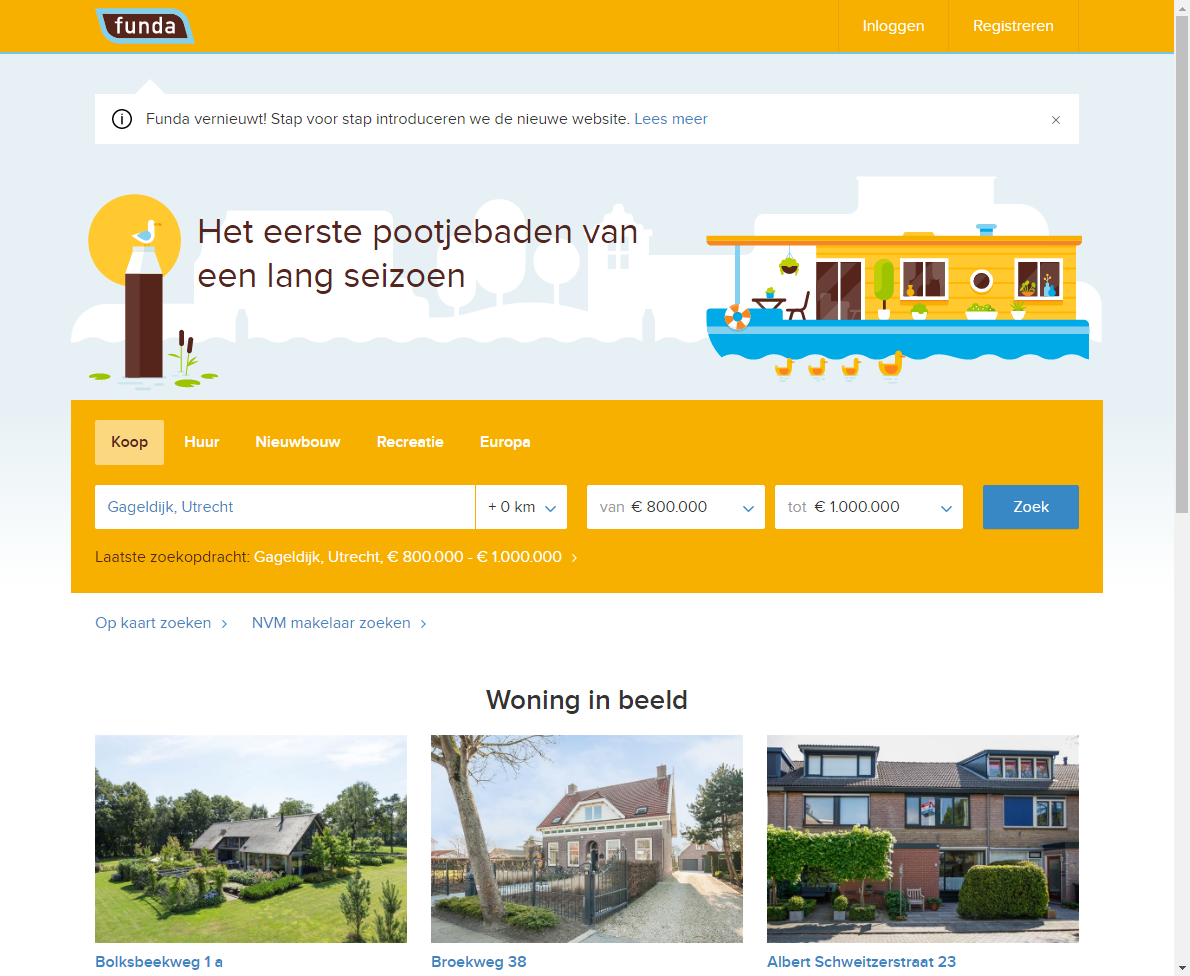 funda
Inloggen
Registreren
Funda vernieuwt! Stap voor stap introduceren we de nieuwe website. Lees meer
Het eerste pootjebaden van
een lang seizoen
Koop
Huur
Nieuwbouw
Recreatie
Europa
Gageldijk, Utrecht
+ 0 km
van € 800.000
tot € 1.000.000
Zoek
Laatste zoekopdracht: Gageldijk, Utrecht, € 800.000 - € 1.000.000
Op kaart zoeken
NVM makelaar zoeken
Woning in beeld
Bolksbeekweg 1 a
Broekweg 38
Albert Schweitzerstraat 23